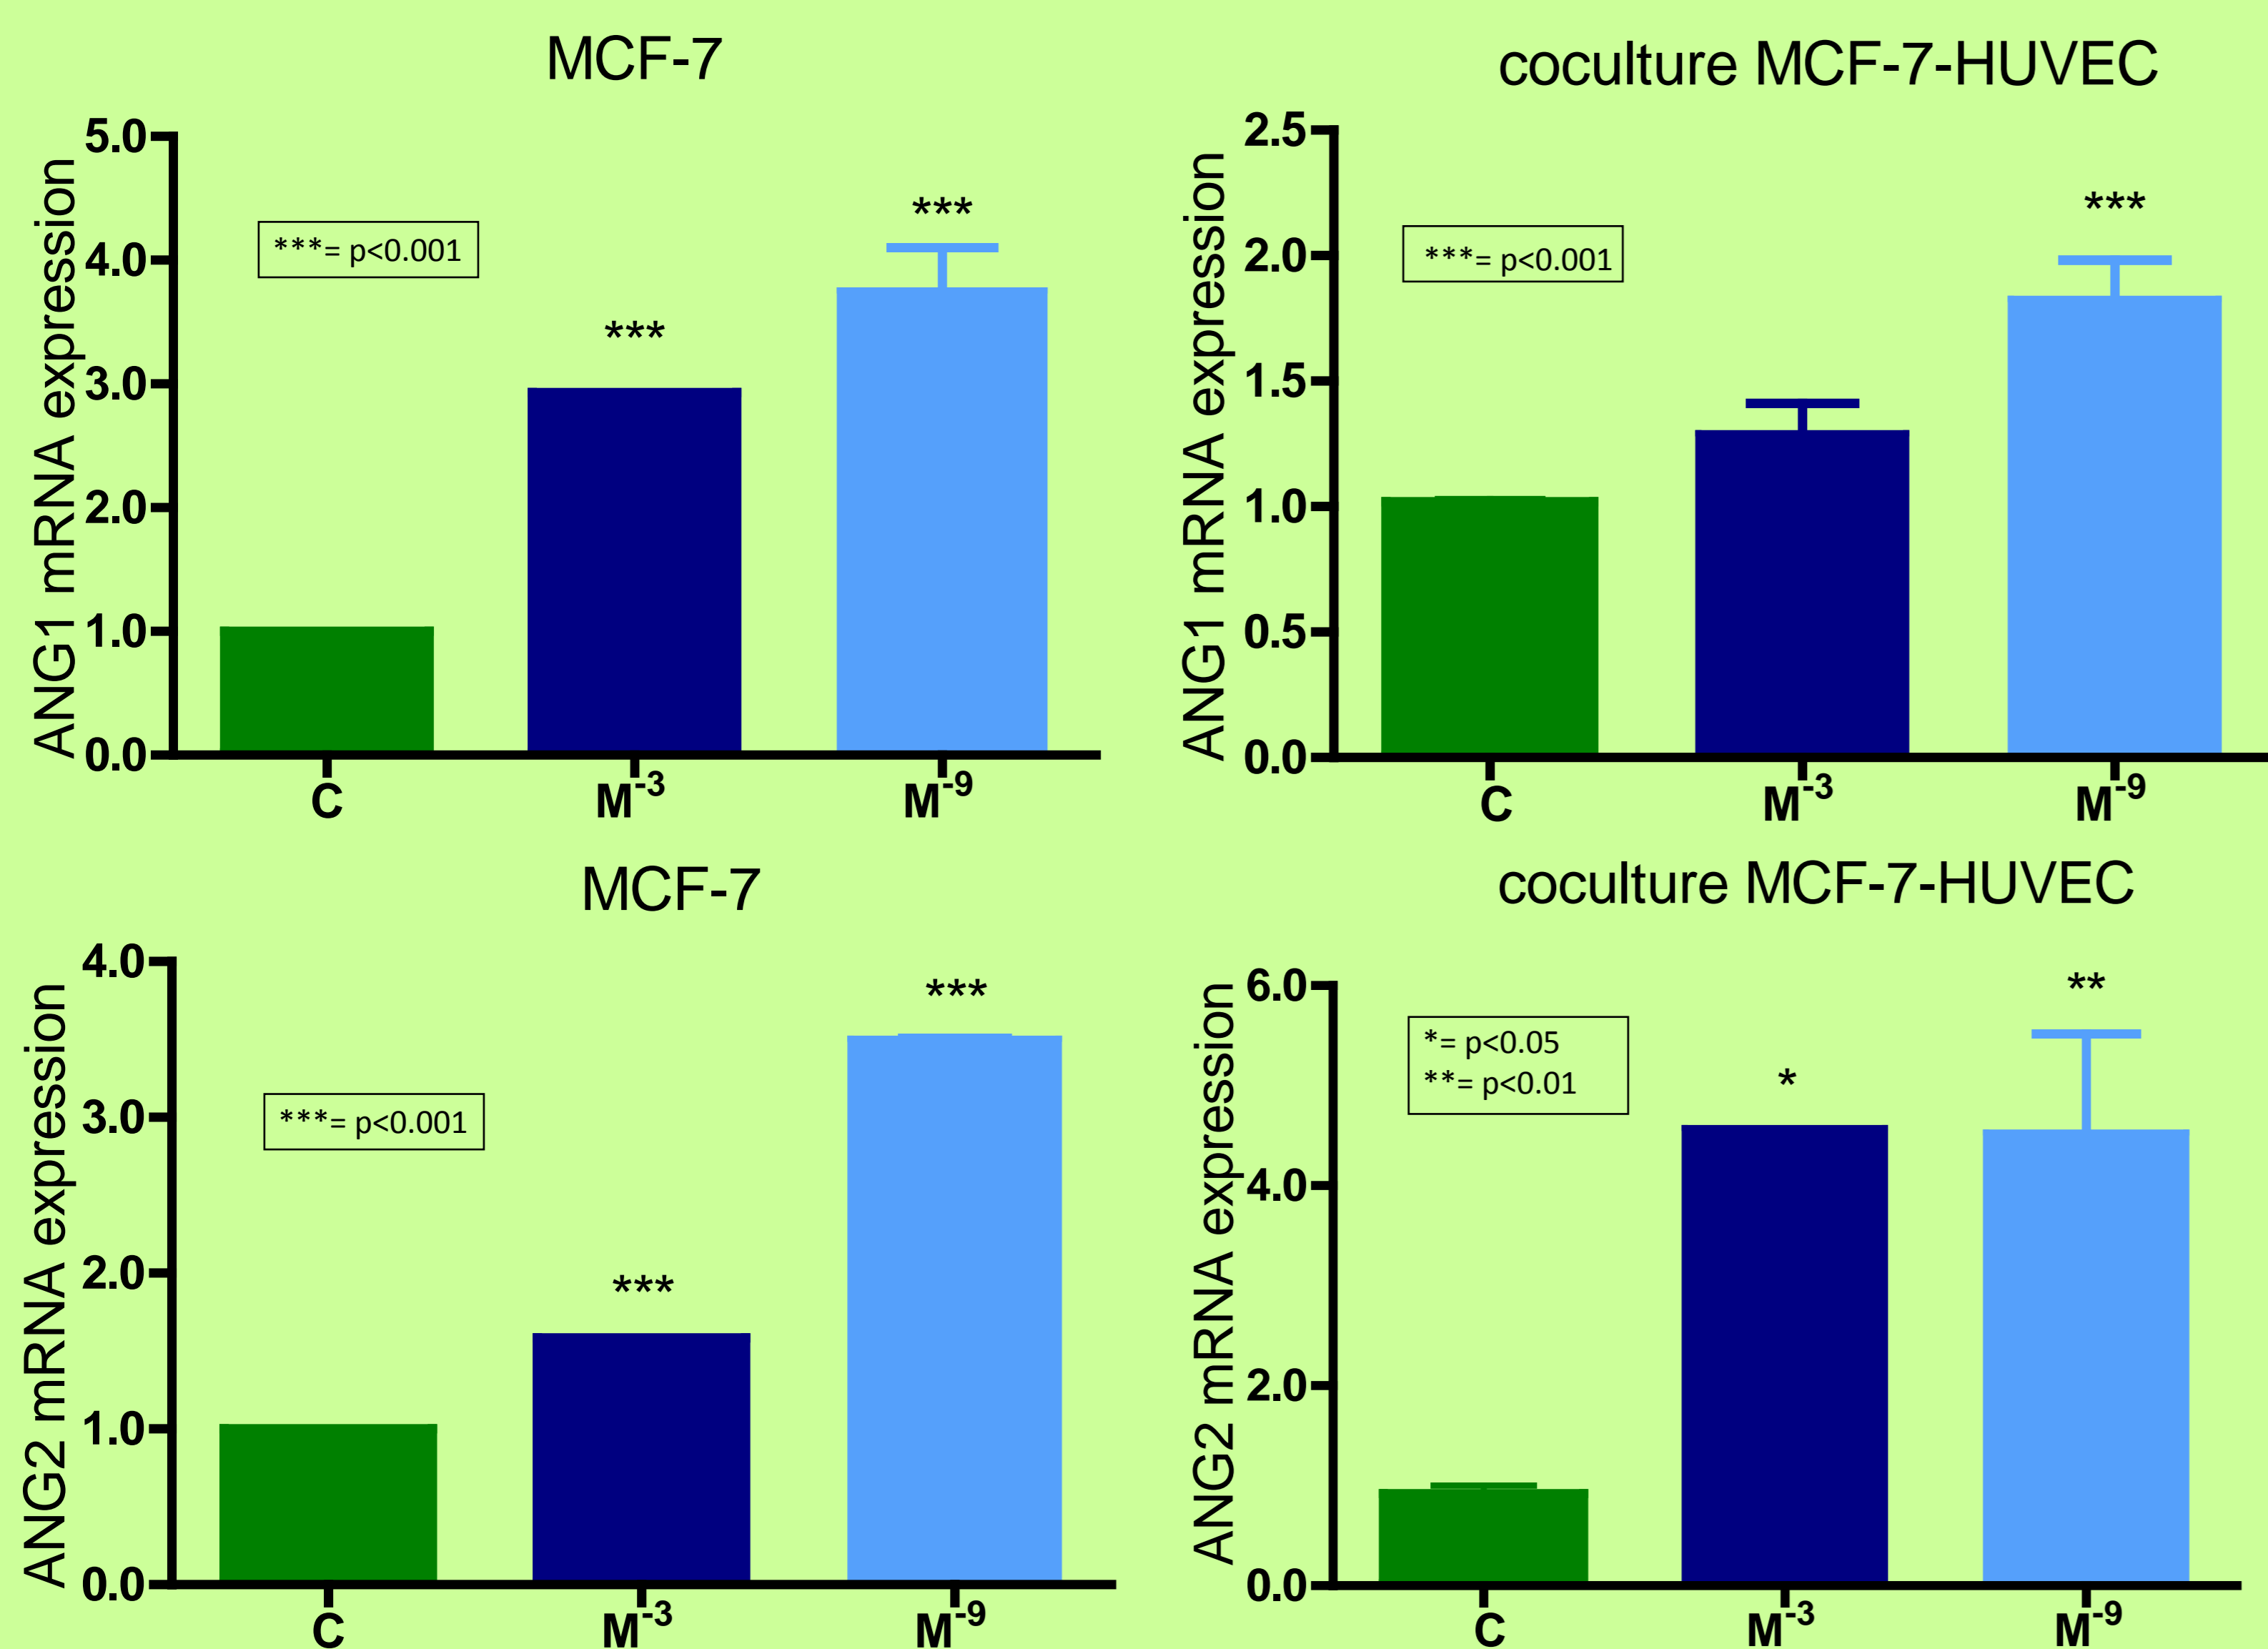 MCF-7
ANG1 mRNA expression
5.0
4.0
3.0
2.0
1.0
0.0
***= p<0.001
***
***
C
M-3
M-9
coculture MCF-7-HUVEC
ANG1 mRNA expression
2.5
2.0
1.5
1.0
0.5
0.0
***= p<0.001
***
C
M-3
M-9
MCF-7
ANG2 mRNA expression
4.0
3.0
2.0
1.0
0.0
***= p<0.001
***
***
C
M-3
M-9
coculture MCF-7-HUVEC
ANG2 mRNA expression
6.0
4.0
2.0
0.0
*= p<0.05
**= p<0.01
*
**
C
M-3
M-9